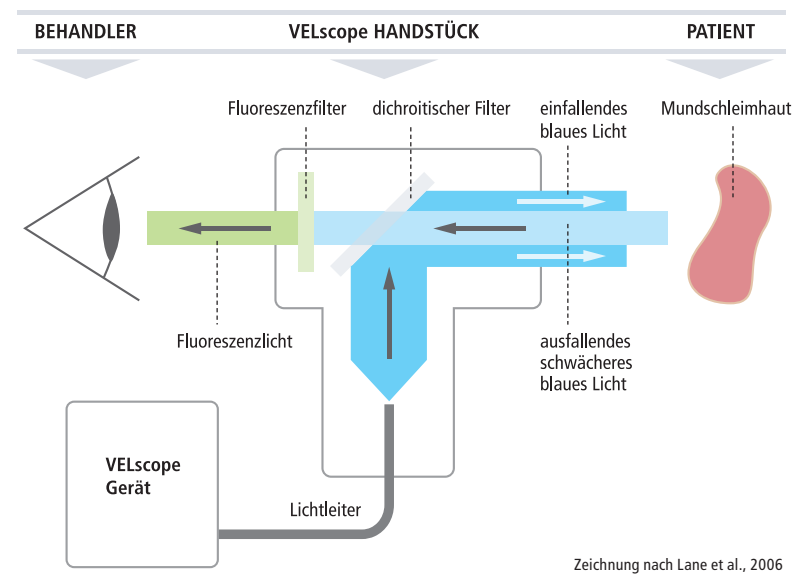 BEHANDLER
VELscope HANDSTÜCK
PATIENT
Fluoreszenzfilter
dichroitischer Filter
einfallendes
blaues Licht
Mundschleimhaut
Fluoreszenzlicht
ausfallendes
schwächeres
blaues Licht
VELscope
Gerät
Lichtleiter
Zeichnung nach Lane et al., 2006